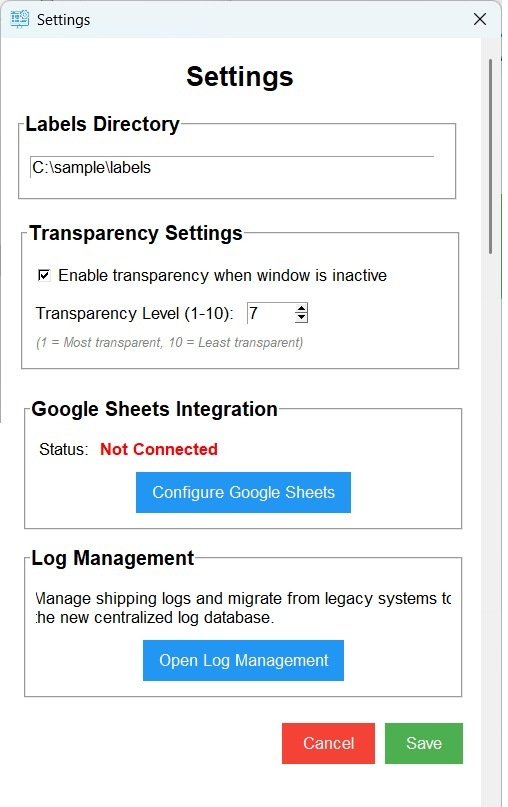 Settings
Settings
Labels Directory
C:\sample\labels
Transparency Settings
Enable transparency when window is inactive
Transparency Level (1-10): 7
(1 = Most transparent, 10 = Least transparent)
Google Sheets Integration
Status: Not Connected
Configure Google Sheets
Log Management
Manage shipping logs and migrate from legacy systems to
the new centralized log database.
Open Log Management
Cancel Save